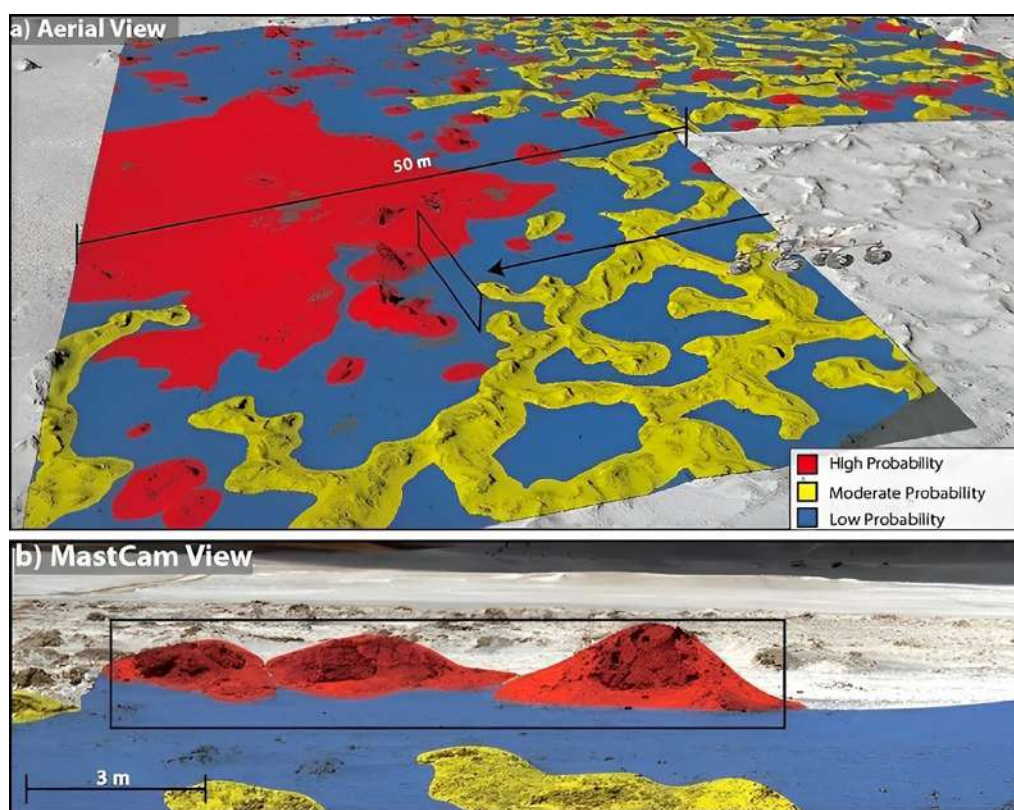 a) Aerial View
50 m
High Probability
Moderate Probability
Low Probability
b) MastCam View
3 m